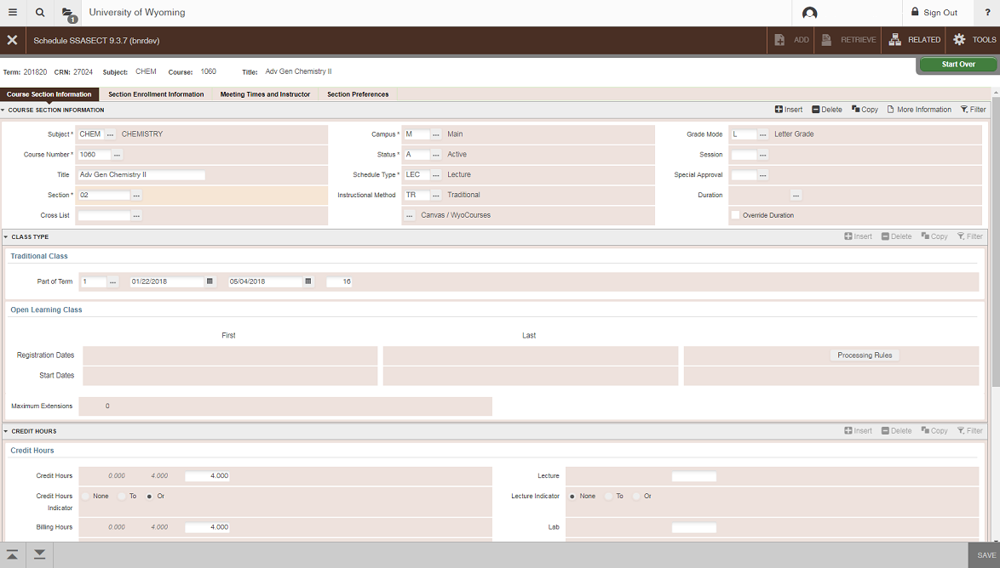 1
University of Wyoming
Sign Out
?
Schedule SSASECT 9.3.7 (bnrdev)
ADD
RETRIEVE
RELATED
TOOLS
Term: 201820 CRN: 27024 Subject: CHEM Course: 1060 Title: Adv Gen Chemistry II
Start Over
Course Section Information Section Enrollment Information Meeting Times and Instructor Section Preferences
COURSE SECTION INFORMATION Insert Delete Copy More Information Filter
Subject * CHEM ... CHEMISTRY Campus * M ... Main Grade Mode L ... Letter Grade
Course Number * 1060 ... Status * A ... Active Session ...
Title Adv Gen Chemistry II Schedule Type * LEC ... Lecture Special Approval ...
Section * 02 ... Instructional Method TR ... Traditional Duration ...
Cross List ... ... Canvas / WyoCourses Override Duration
CLASS TYPE Insert Delete Copy Filter
Traditional Class
Part of Term 1 ... 01/22/2018 05/04/2018 16
Open Learning Class
First Last
Registration Dates Processing Rules
Start Dates
Maximum Extensions 0
CREDIT HOURS Insert Delete Copy Filter
Credit Hours
Credit Hours 0.000 4.000 4.000 Lecture
Credit Hours Indicator None To Or Lecture Indicator None To Or
Billing Hours 0.000 4.000 4.000 Lab
SAVE